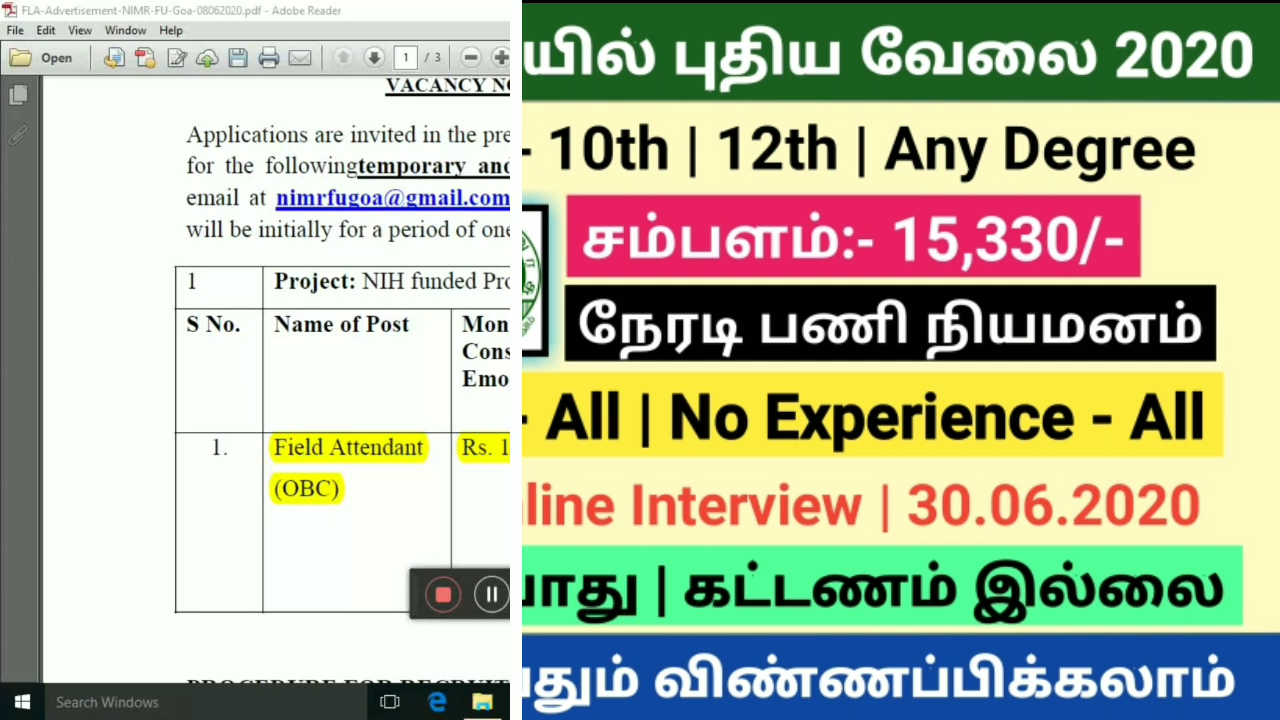 FLA-Advertisement-NIMR-FU-Goa-08062020.pdf - Adobe Reader
File Edit View Window Help
Open 1 / 3
VACANCY
Applications are invited in the
for the following temporary and
email at nimrfugoa@gmail.com
will be initially for a period of one
1 Project: NIH funded
S No. Name of Post Mon
Cons
Emo
1. Field Attendant Rs. 1
(OBC)
Search Windows
யில் புதிய வேலை 2020
- 10th | 12th | Any Degree
சம்பளம்:- 15,330/-
நேரடி பணி நியமனம்
- All | No Experience - All
line Interview | 30.06.2020
பாது | கட்டணம் இல்லை
தும் விண்ணப்பிக்கலாம்